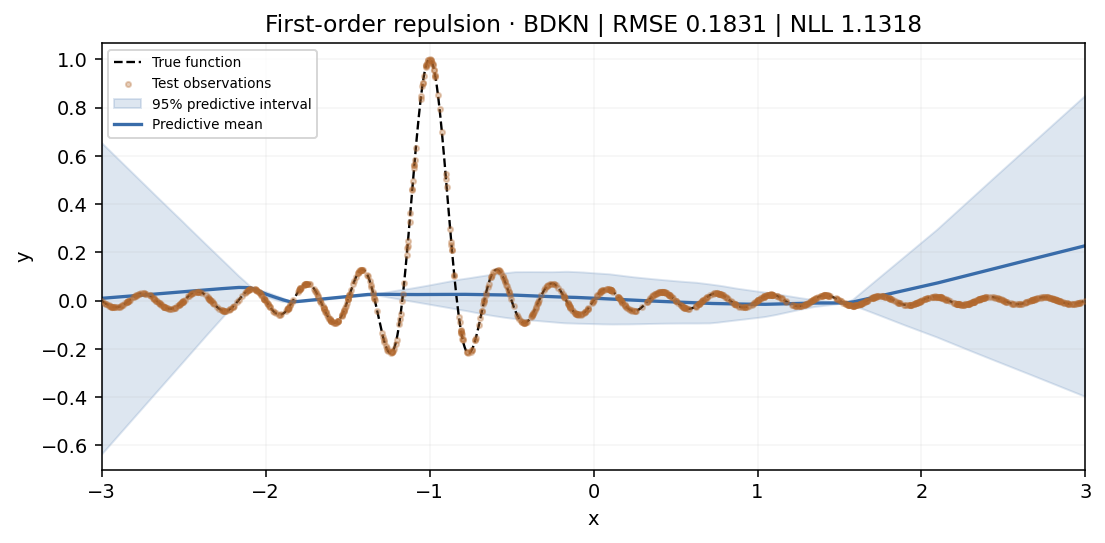 First-order repulsion · BDKN | RMSE 0.1831 | NLL 1.1318
True function
Test observations
95% predictive interval
Predictive mean
y
1.0
0.8
0.6
0.4
0.2
0.0
−0.2
−0.4
−0.6
−3
−2
−1
0
1
2
3
x